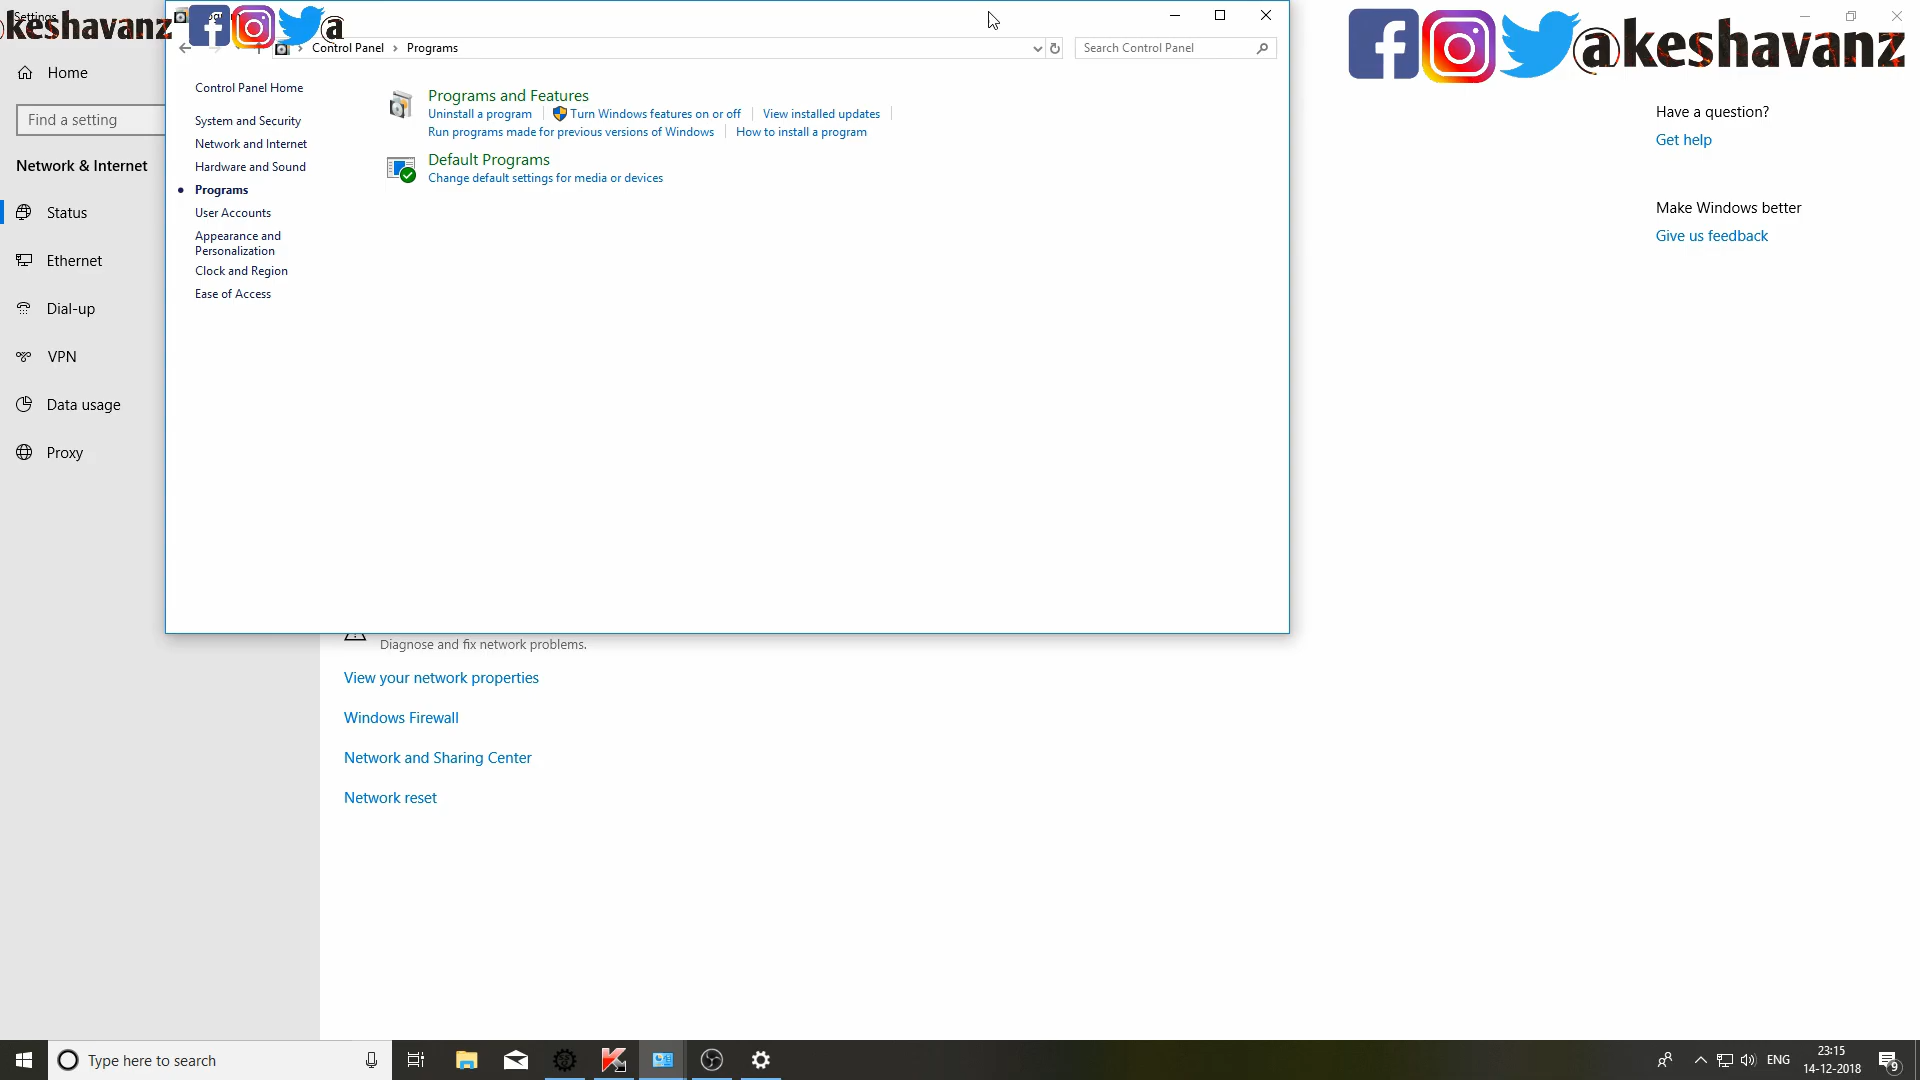 Settings
@keshavanz
@
@keshavanz
Control Panel > Programs
Search Control Panel
Home
Find a setting
Network & Internet
Status
Ethernet
Dial-up
VPN
Data usage
Proxy
Control Panel Home
System and Security
Network and Internet
Hardware and Sound
Programs
User Accounts
Appearance and
Personalization
Clock and Region
Ease of Access
Programs and Features
Uninstall a program
Turn Windows features on or off
View installed updates
Run programs made for previous versions of Windows
How to install a program
Default Programs
Change default settings for media or devices
Have a question?
Get help
Make Windows better
Give us feedback
Diagnose and fix network problems.
View your network properties
Windows Firewall
Network and Sharing Center
Network reset
Type here to search
ENG
23:15
14-12-2018
9